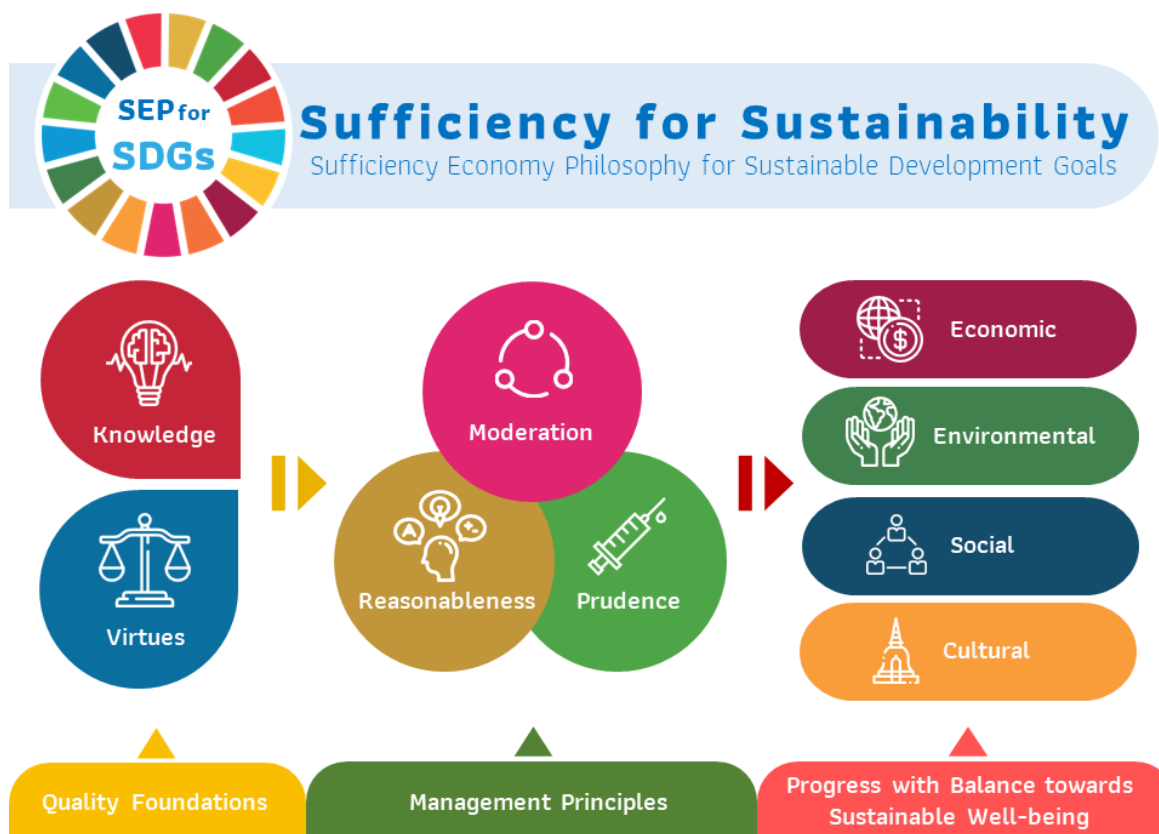 SEP for
SDGs
Sufficiency for Sustainability
Sufficiency Economy Philosophy for Sustainable Development Goals
Knowledge
Virtues
Moderation
A
Reasonableness
Prudence
$
Economic
Environmental
Social
Cultural
Quality Foundations
Management Principles
Progress with Balance towards
Sustainable Well-being